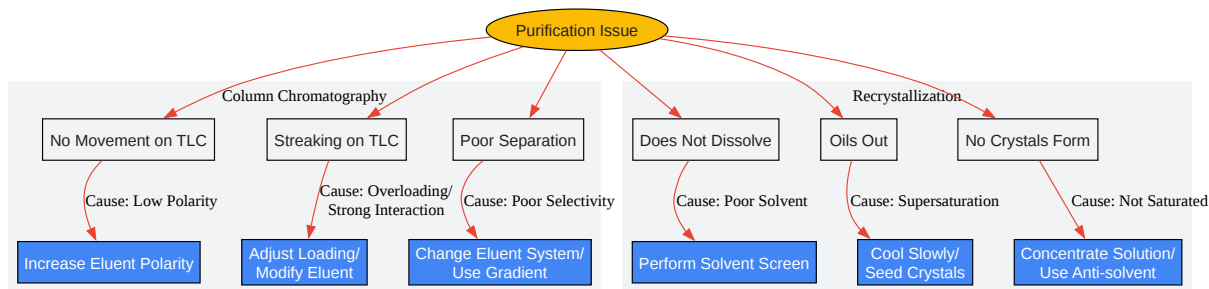 Purification Issue
Column Chromatography
Recrystallization
No Movement on TLC
Streaking on TLC
Poor Separation
Does Not Dissolve
Oils Out
No Crystals Form
Cause: Low Polarity
Cause: Overloading/
Strong Interaction
Cause: Poor Selectivity
Cause: Poor Solvent
Cause: Supersaturation
Cause: Not Saturated
Increase Eluent Polarity
Adjust Loading/
Modify Eluent
Change Eluent System/
Use Gradient
Perform Solvent Screen
Cool Slowly/
Seed Crystals
Concentrate Solution/
Use Anti-solvent